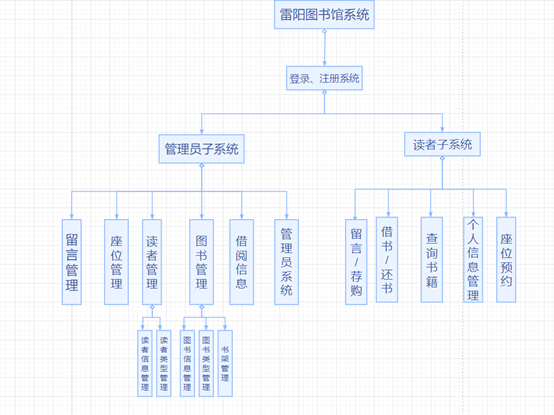 雷阳图书馆系统
登录、注册系统
管理员子系统
读者子系统
留言管理
座位管理
读者管理
图书管理
借阅信息
管理员系统
留言/荐购
借书/还书
查询书籍
个人信息管理
座位预约
读者信息管理
读者类型管理
图书信息管理
图书类型管理
书架管理